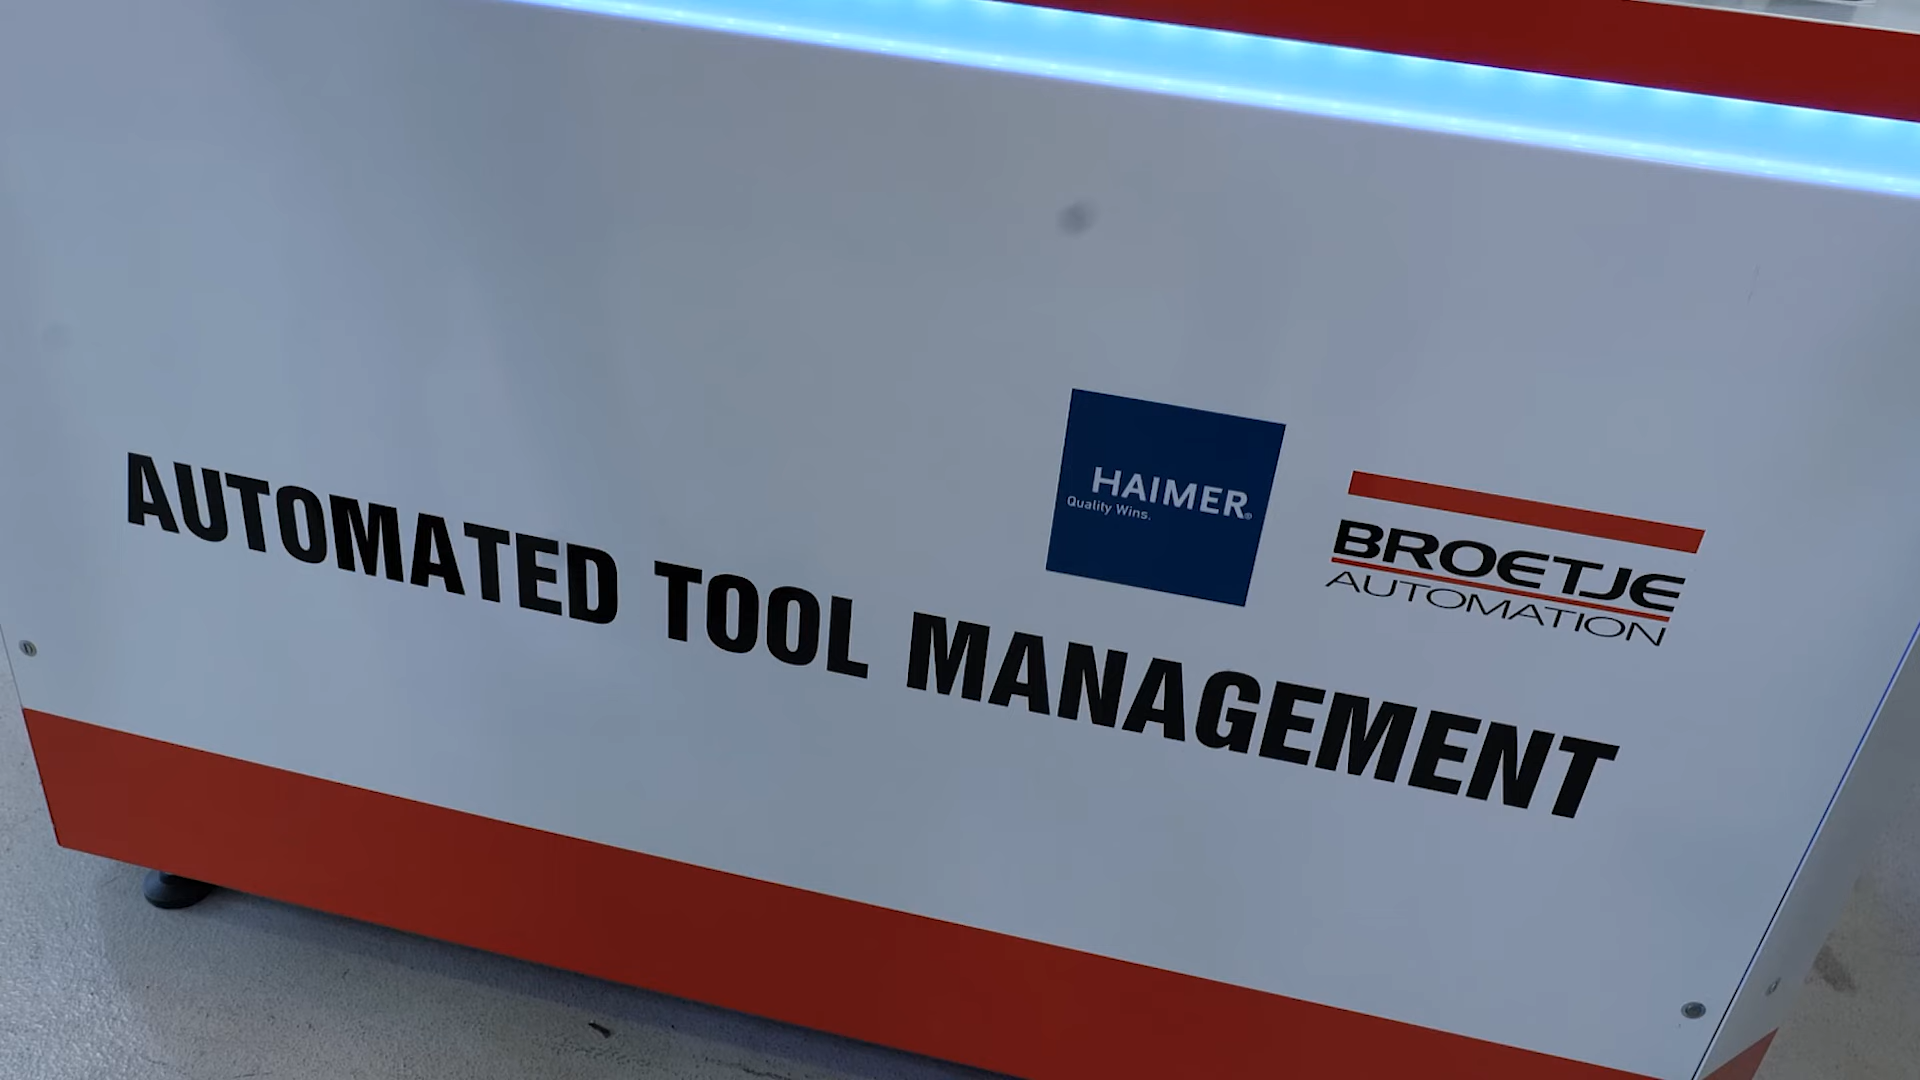 HAIMER®
Quality Wins.
BROETJE
AUTOMATION
AUTOMATED TOOL MANAGEMENT